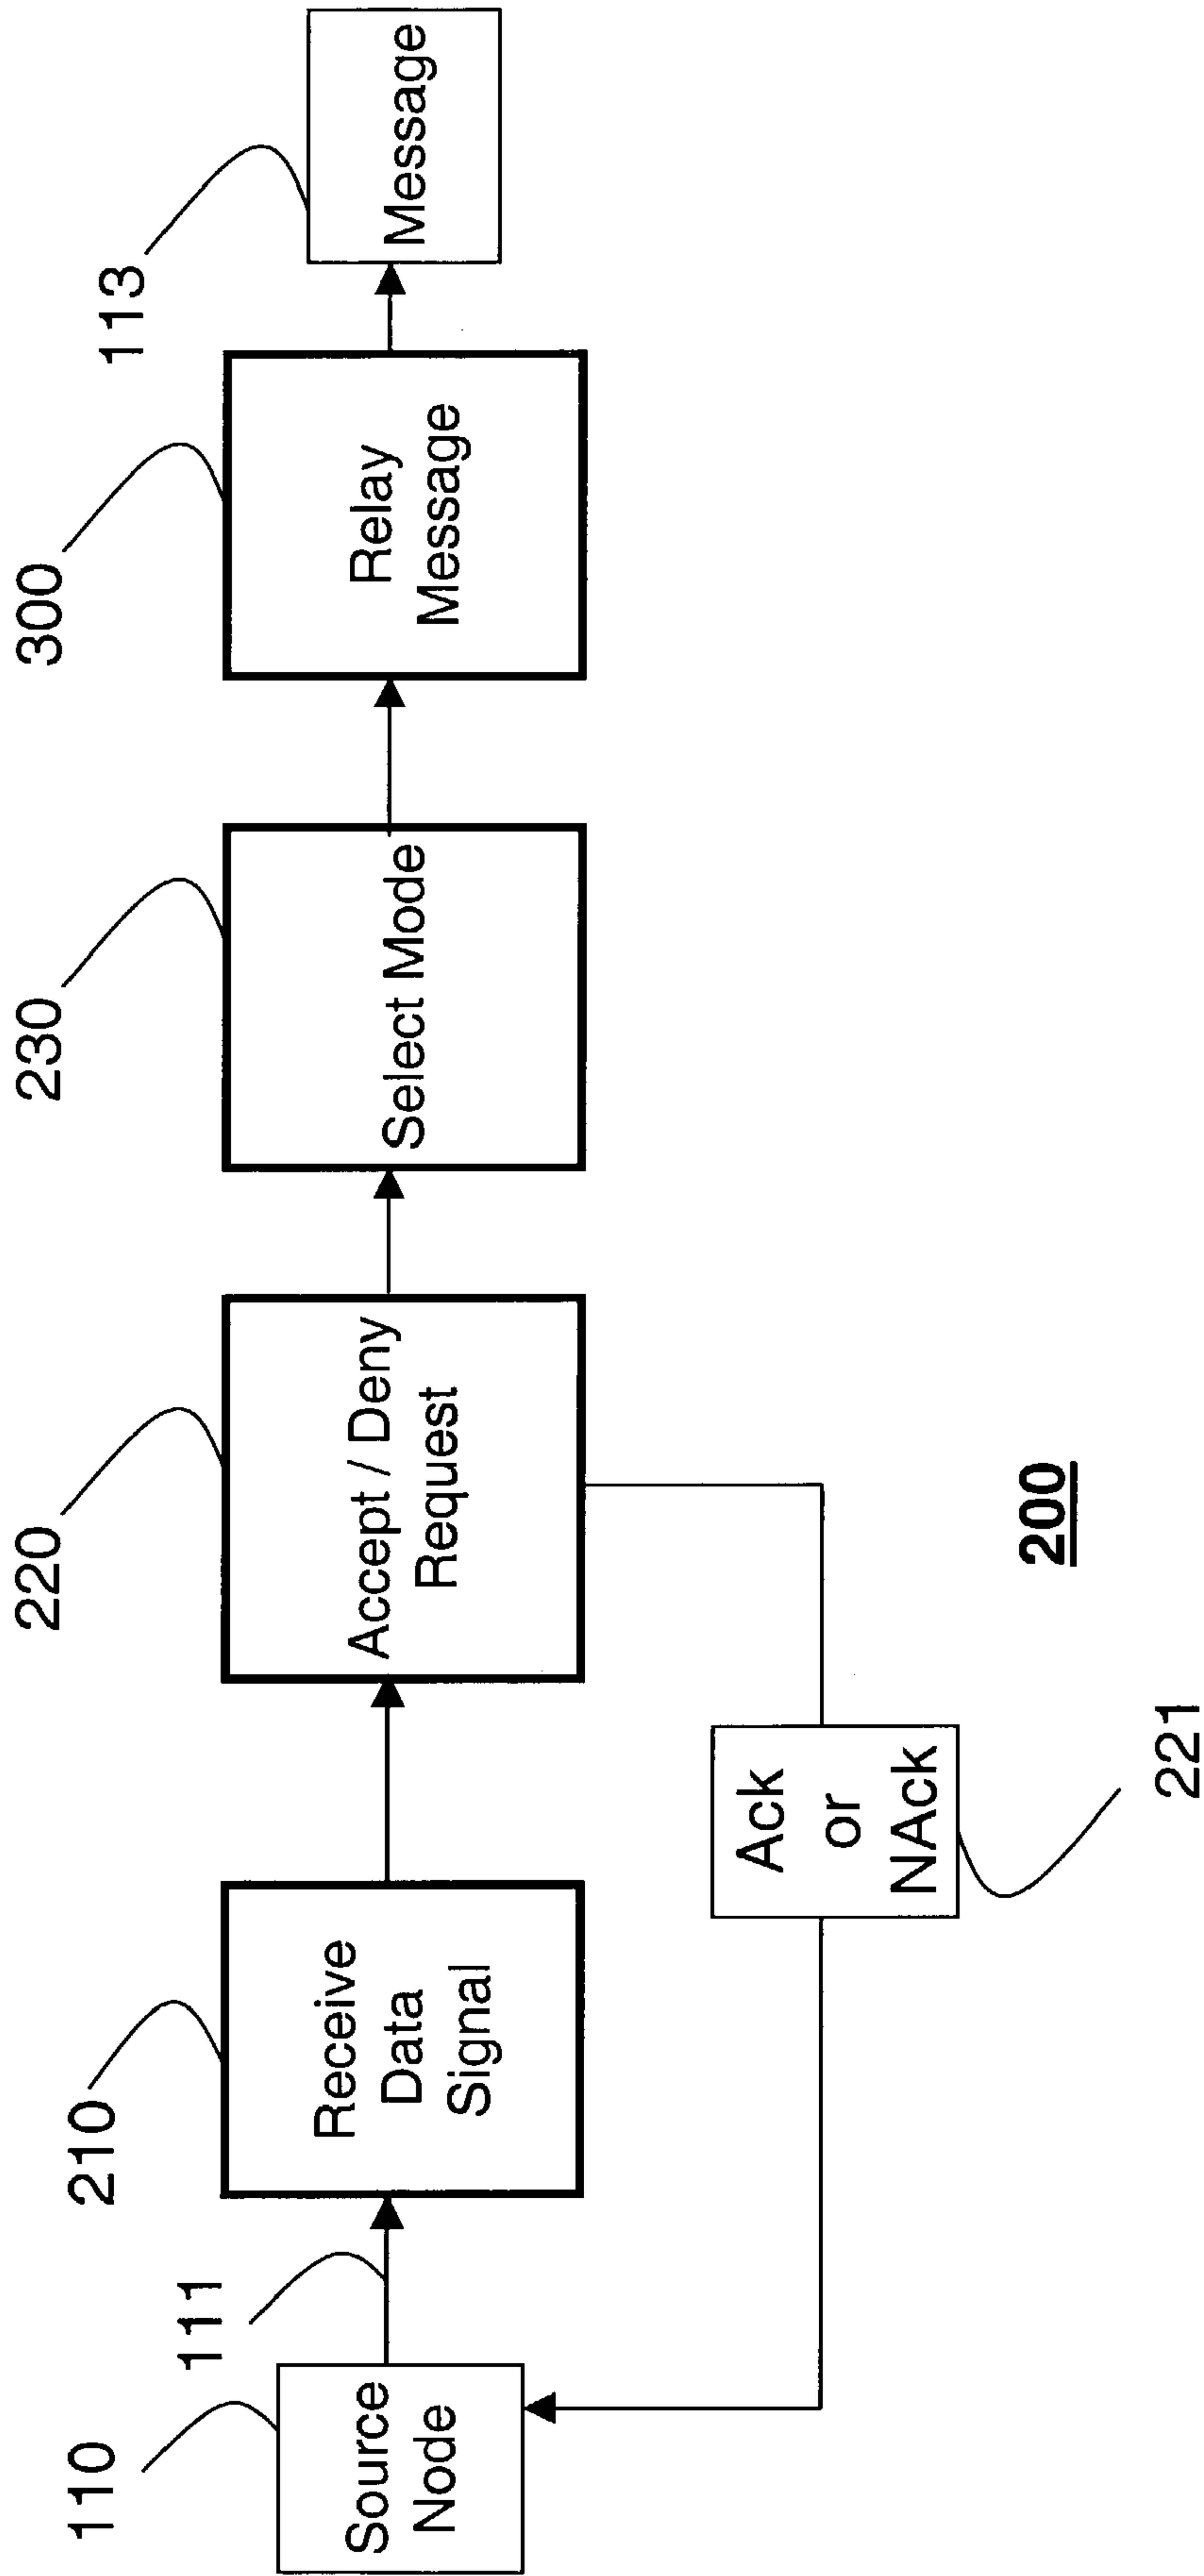 110
111
210
220
230
300
113
Source
Node
Receive
Data
Signal
Accept / Deny
Request
Select Mode
Relay
Message
Message
Ack
or
NAck
221
200